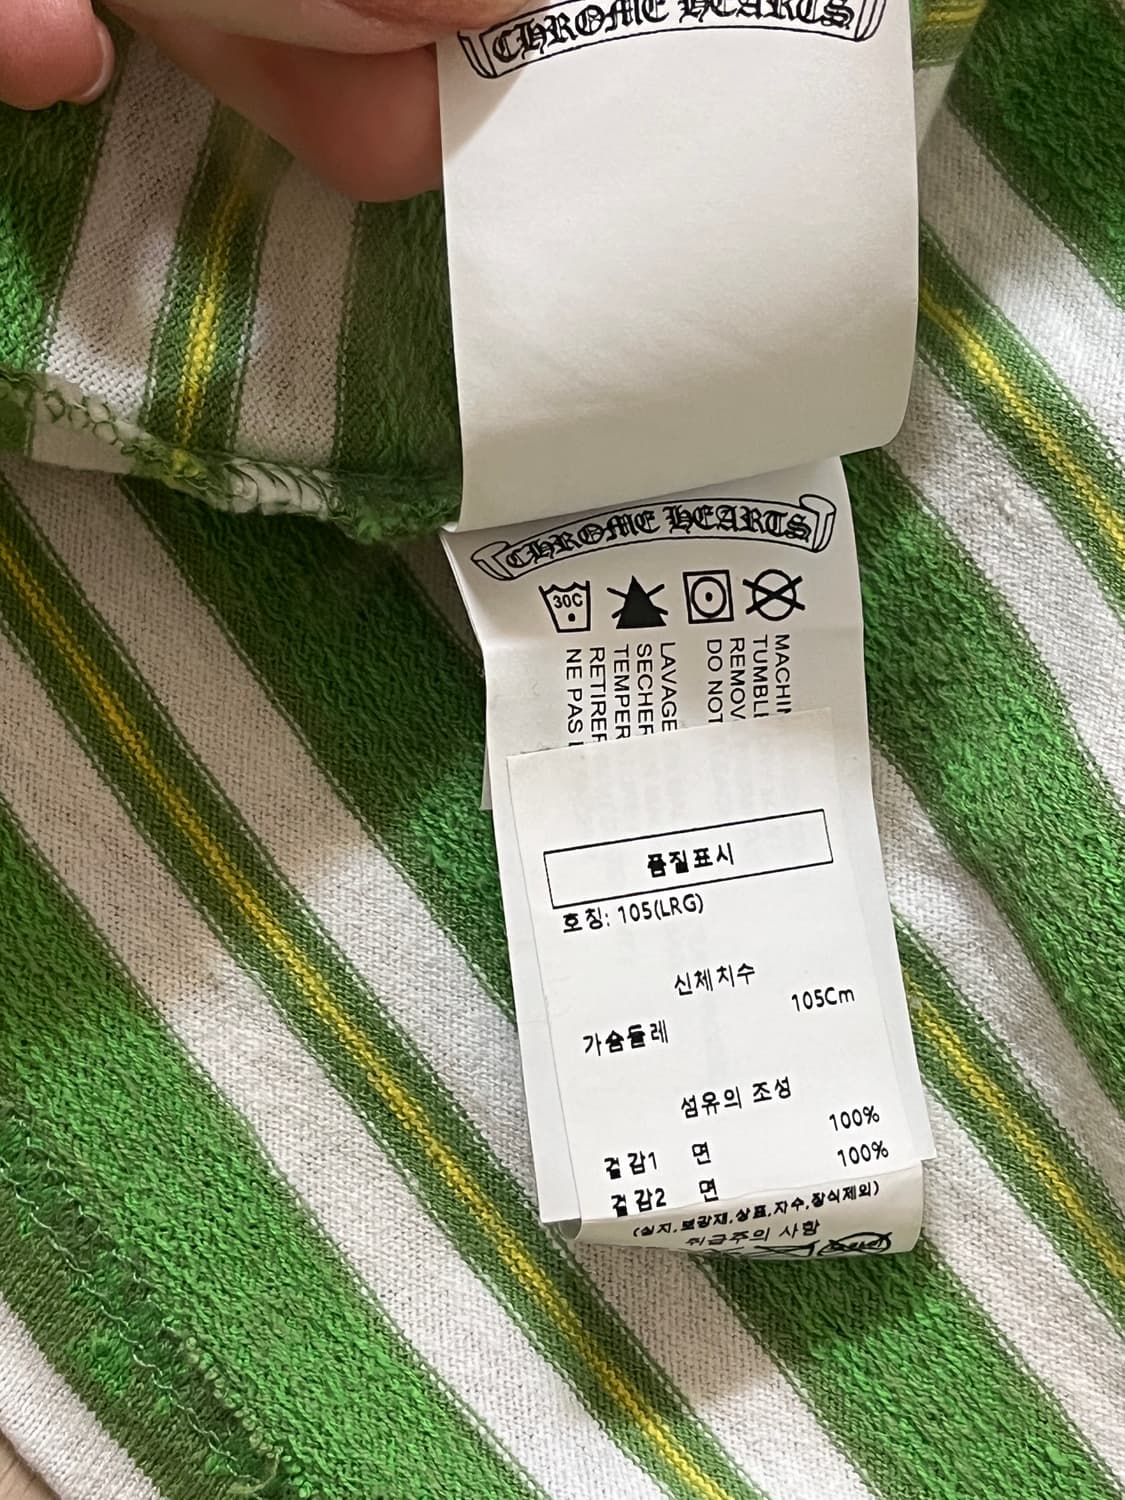 CHROME HEARTS
CHROME HEARTS
30C
MACHIN
TUMBLE
REMOV
DO NOT
LAVAGE
SECHER
TEMPER
RETIRER
NE PAS
품질표시
호칭: 105(LRG)
신체치수
105Cm
가슴둘레
섬유의 조성
100%
겉감1 면
100%
겉감2 면
(심지,보강재,상표,자수,장식제외)
취급주의 사항